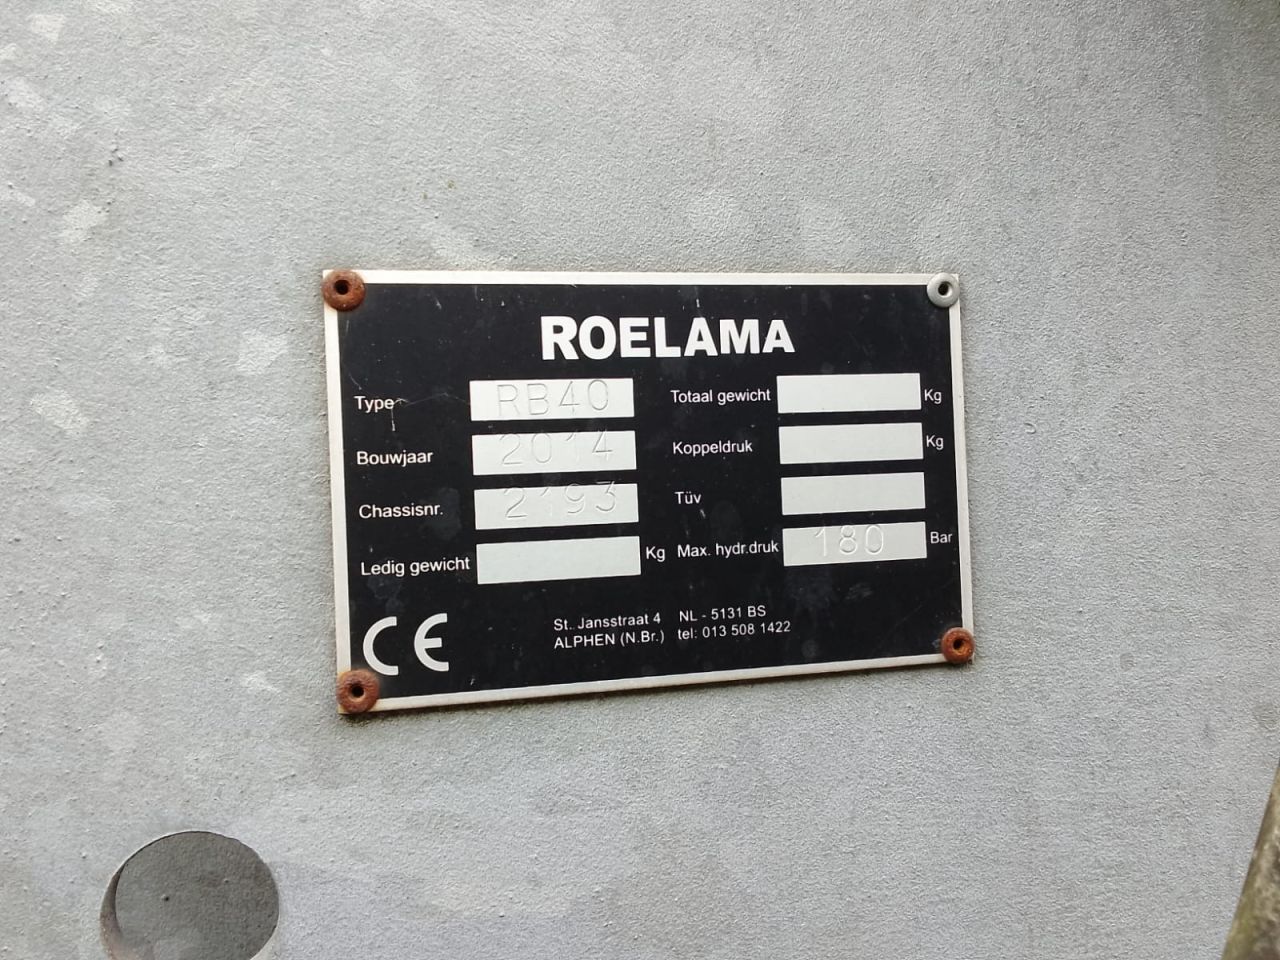 ROELAMA
Type RB40 Totaal gewicht Kg
Bouwjaar 2014 Koppeldruk Kg
Chassisnr. 2193 Tüv
Ledig gewicht Kg Max. hydr.druk 180 Bar
CE
St. Jansstraat 4 NL - 5131 BS
ALPHEN (N.Br.) tel: 013 508 1422